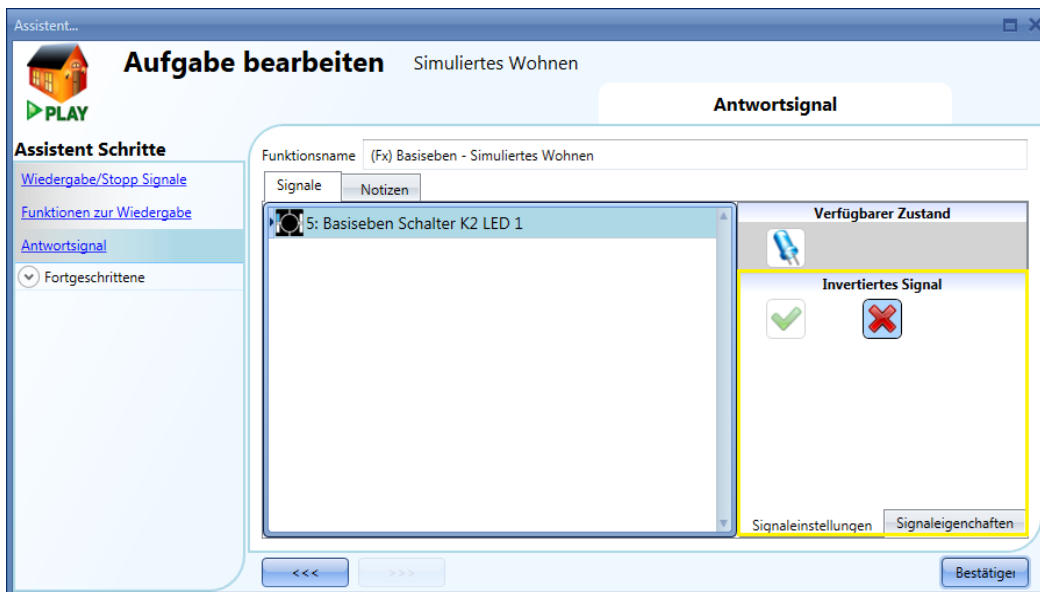 Assistent...
Aufgabe bearbeiten Simuliertes Wohnen
PLAY
Antwortsignal
Assistent Schritte
Wiedergabe/Stopp Signale
Funktionen zur Wiedergabe
Antwortsignal
Fortgeschrittene
Funktionsname (Fx) Basiseben - Simuliertes Wohnen
Signale Notizen
5: Basiseben Schalter K2 LED 1
Verfügbarer Zustand
Invertiertes Signal
Signaleinstellungen Signaleigenchaften
<<< >>> Bestätiger